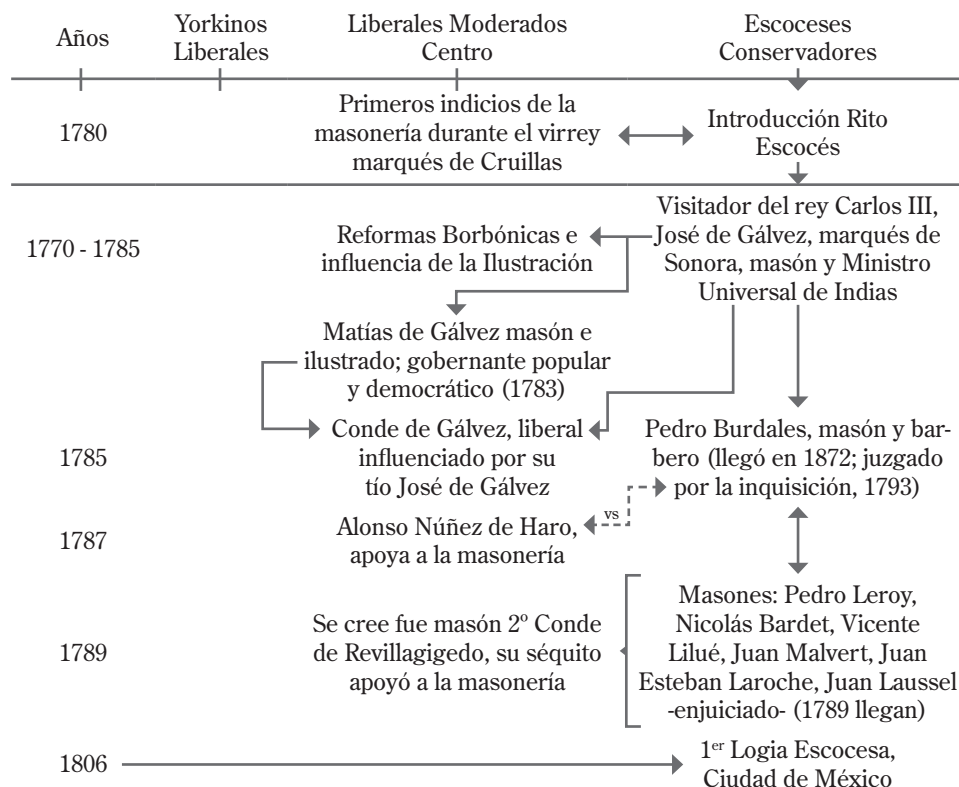 Años
Yorkinos
Liberales
Liberales Moderados
Centro
Escoceses
Conservadores
1780
Primeros indicios de la
masonería durante el virrey
marqués de Cruillas
Introducción Rito
Escocés
1770 - 1785
Reformas Borbónicas e
influencia de la Ilustración
Visitador del rey Carlos III,
José de Gálvez, marqués de
Sonora, masón y Ministro
Universal de Indias
Matías de Gálvez masón e
ilustrado; gobernante popular
y democrático (1783)
1785
Conde de Gálvez, liberal
influenciado por su
tío José de Gálvez
Pedro Burdales, masón y bar-
bero (llegó en 1872; juzgado
por la inquisición, 1793)
vs
1787
Alonso Núñez de Haro,
apoya a la masonería
1789
Se cree fue masón 2º Conde
de Revillagigedo, su séquito
apoyó a la masonería
Masones: Pedro Leroy,
Nicolás Bardet, Vicente
Lilué, Juan Malvert, Juan
Esteban Laroche, Juan Laussel
-enjuiciado- (1789 llegan)
1806
1er Logia Escocesa,
Ciudad de México